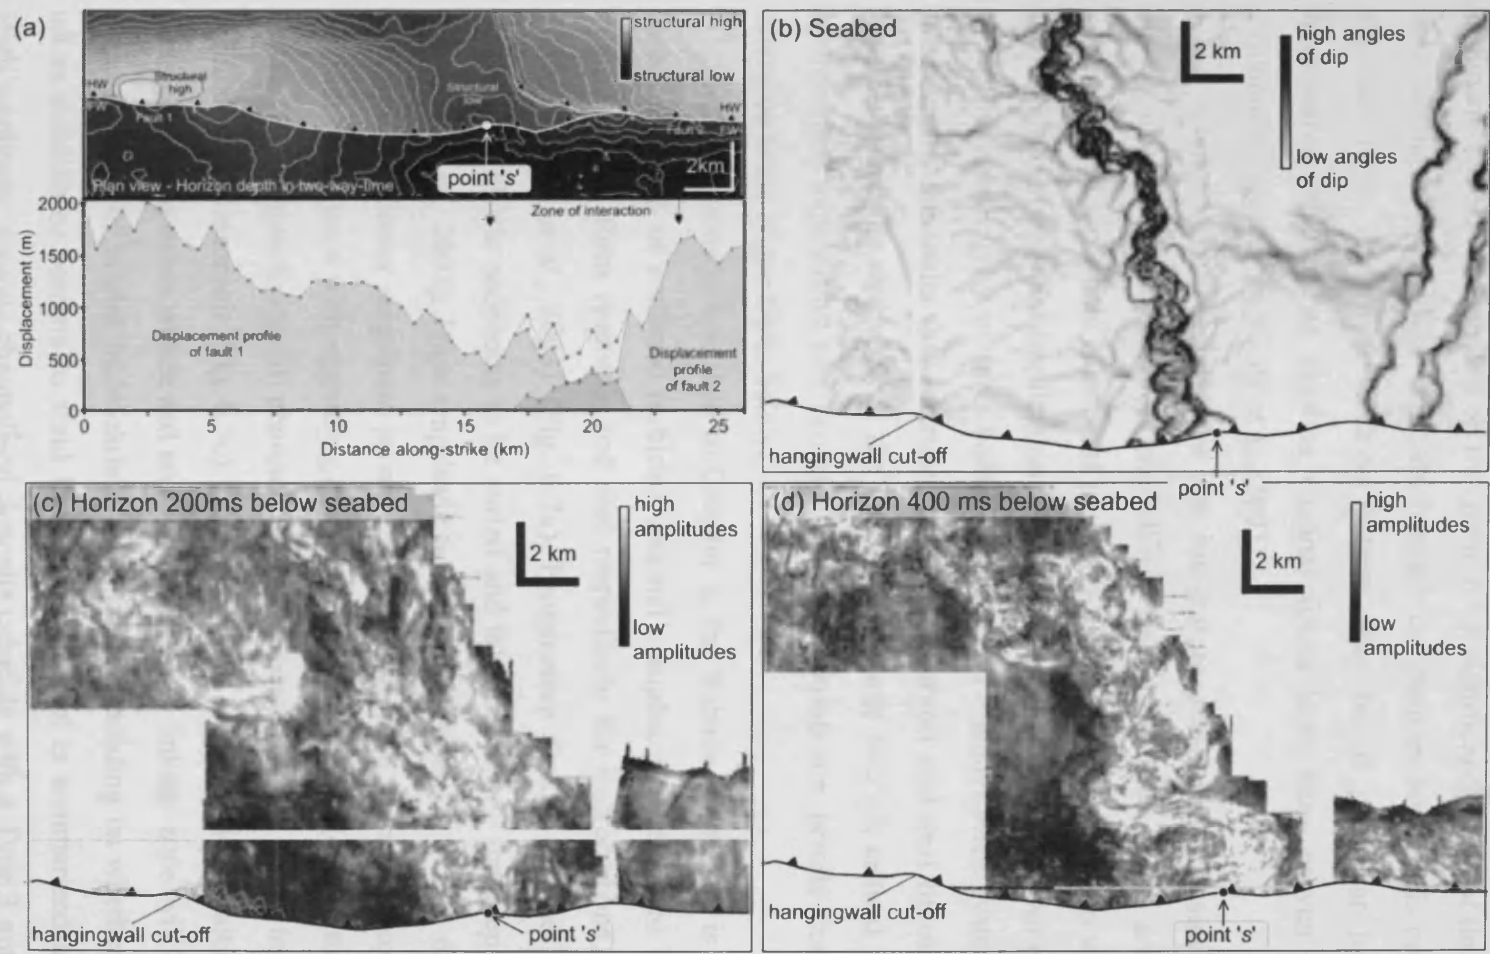 (a)
structural high
structural low
HW
FW
Structural
high
Fault 1
Structural
low
HW
FW
Plan view - Horizon depth in two-way-time
2km
point 's'
Zone of interaction
2000
1500
1000
500
0
Displacement (m)
Displacement profile
of fault 1
Displacement
profile
of fault 2
0
5
10
15
20
25
Distance along-strike (km)
(b) Seabed
2 km
high angles
of dip
low angles
of dip
hangingwall cut-off
point 's'
(c) Horizon 200ms below seabed
2 km
high
amplitudes
low
amplitudes
hangingwall cut-off
point 's'
(d) Horizon 400 ms below seabed
2 km
high
amplitudes
low
amplitudes
hangingwall cut-off
point 's'